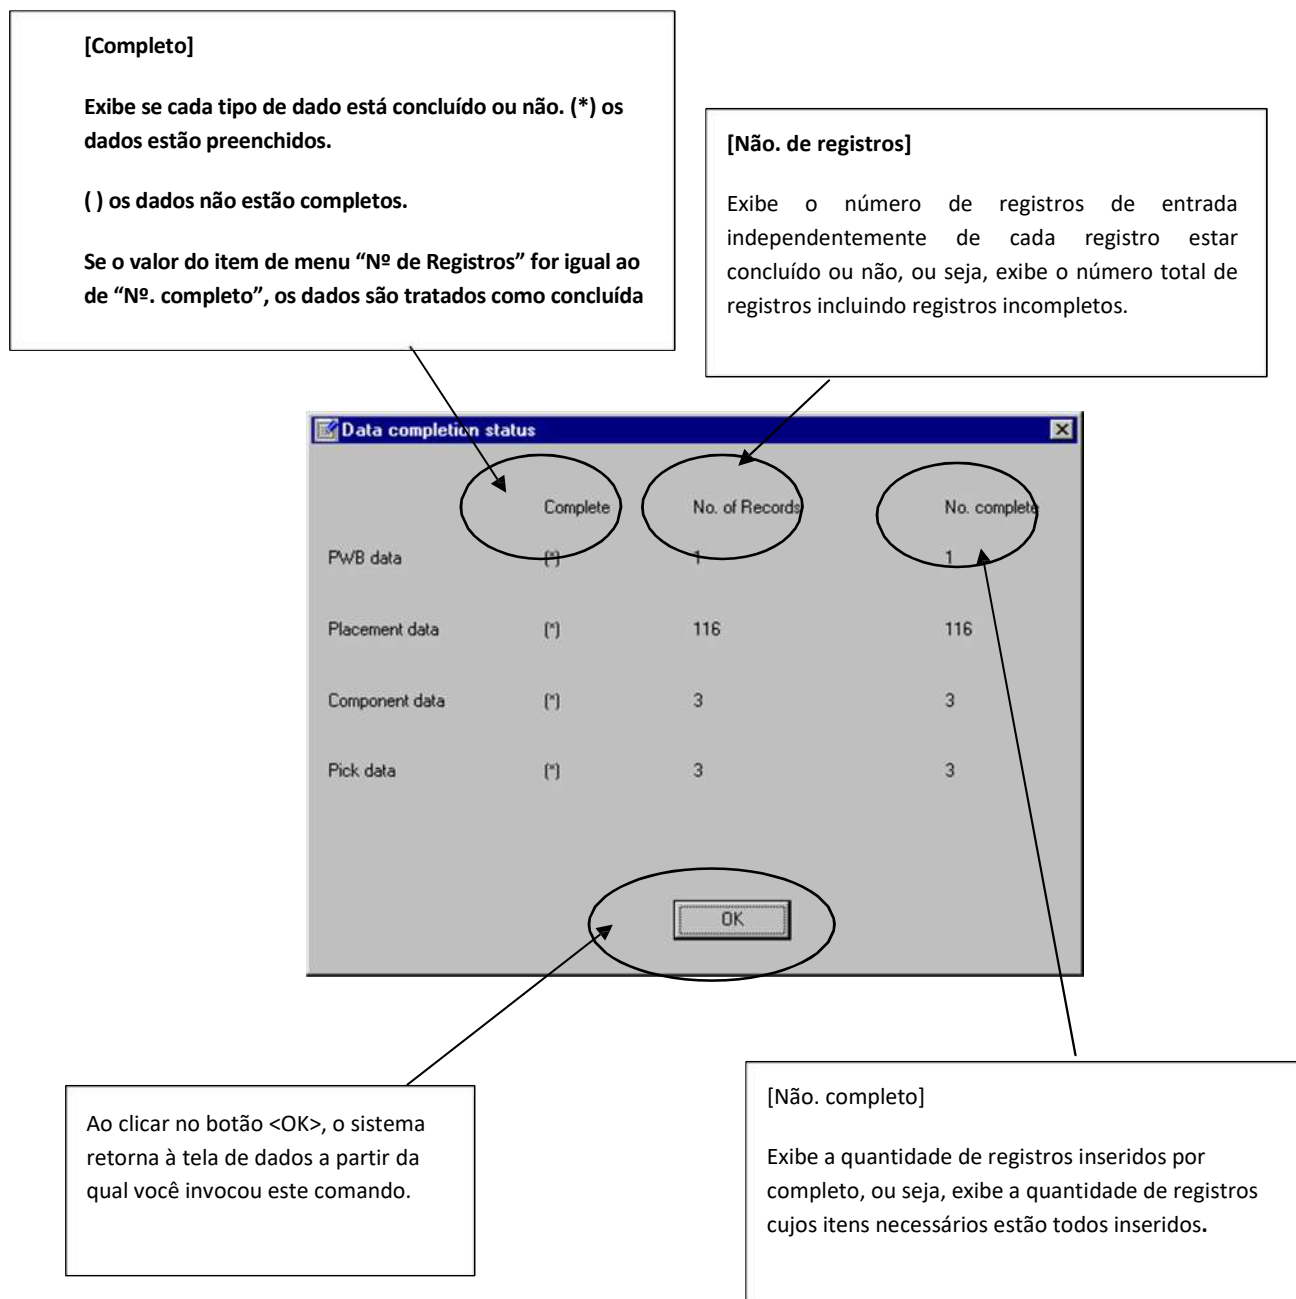 [Completo]
Exibe se cada tipo de dado está concluído ou não. (*) os
dados estão preenchidos.
( ) os dados não estão completos.
Se o valor do item de menu “Nº de Registros” for igual ao
de “Nº. completo”, os dados são tratados como concluída
[Não. de registros]
Exibe o número de registros de entrada
independentemente de cada registro estar
concluído ou não, ou seja, exibe o número total de
registros incluindo registros incompletos.
Data completion status
Complete No. of Records No. complete
PWB data (*) 1 1
Placement data (*) 116 116
Component data (*) 3 3
Pick data (*) 3 3
OK
Ao clicar no botão <OK>, o sistema
retorna à tela de dados a partir da
qual você invocou este comando.
[Não. completo]
Exibe a quantidade de registros inseridos por
completo, ou seja, exibe a quantidade de registros
cujos itens necessários estão todos inseridos.